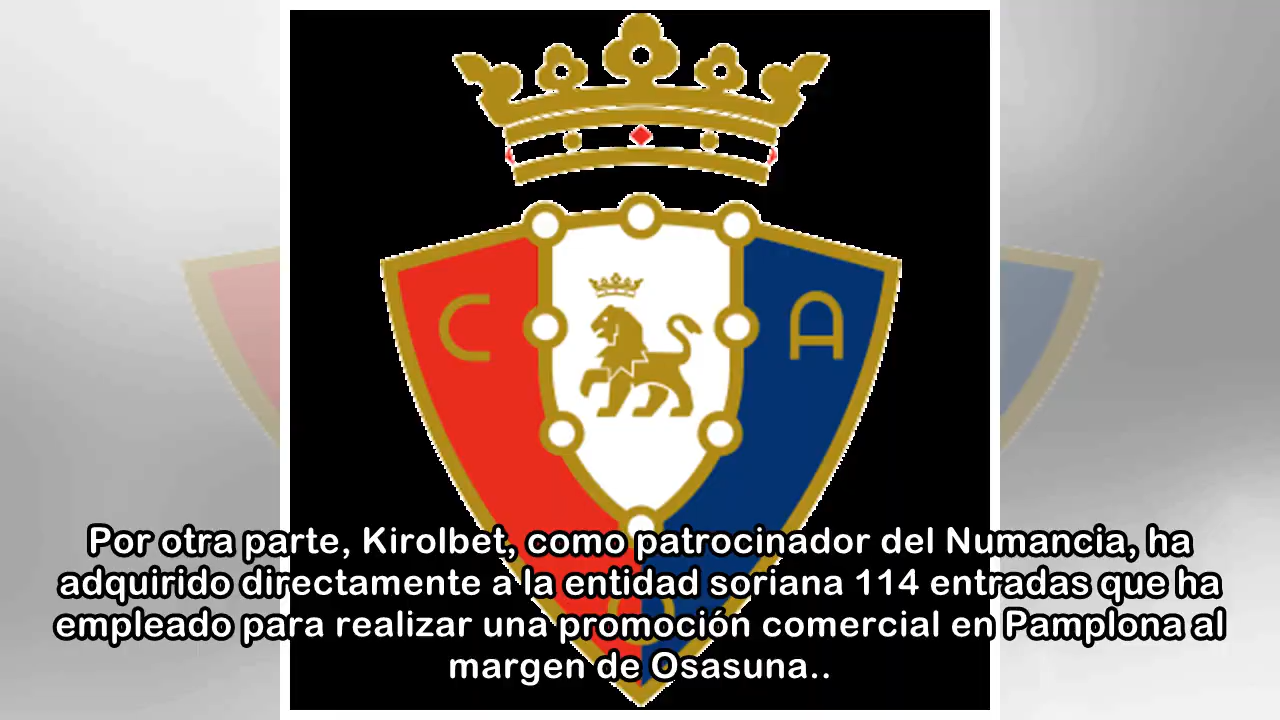 C A
O
Por otra parte, Kirolbet, como patrocinador del Numancia, ha
adquirido directamente a la entidad soriana 114 entradas que ha
empleado para realizar una promoción comercial en Pamplona al
margen de Osasuna..